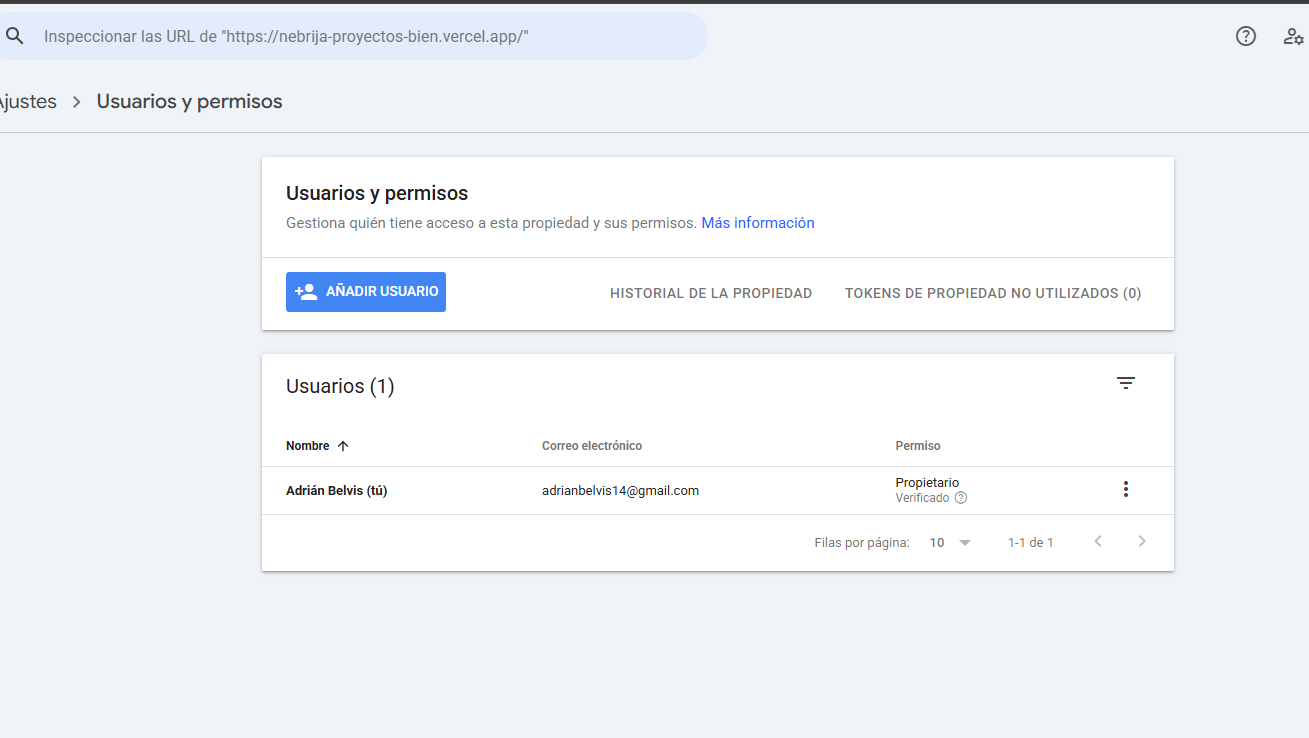 Inspeccionar las URL de "https://nebrija-proyectos-bien.vercel.app/"
Ajustes > Usuarios y permisos
Usuarios y permisos
Gestiona quién tiene acceso a esta propiedad y sus permisos. Más información
AÑADIR USUARIO
HISTORIAL DE LA PROPIEDAD
TOKENS DE PROPIEDAD NO UTILIZADOS (0)
Usuarios (1)
Nombre
Correo electrónico
Permiso
Adrián Belvis (tú)
adrianbelvis14@gmail.com
Propietario
Verificado
Filas por página: 10
1-1 de 1